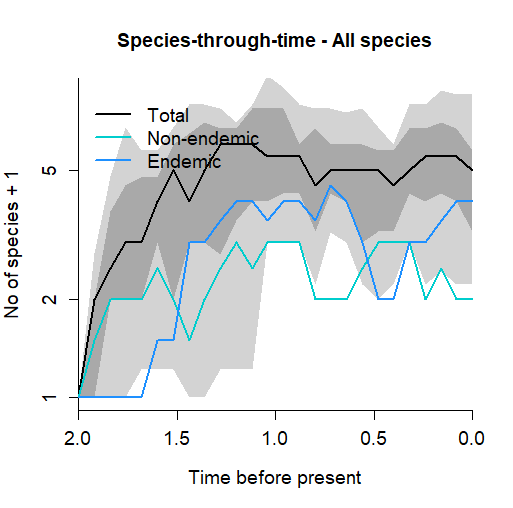 Species-through-time - All species
Total
Non-endemic
Endemic
No of species + 1
5
2
1
2.0 1.5 1.0 0.5 0.0
Time before present